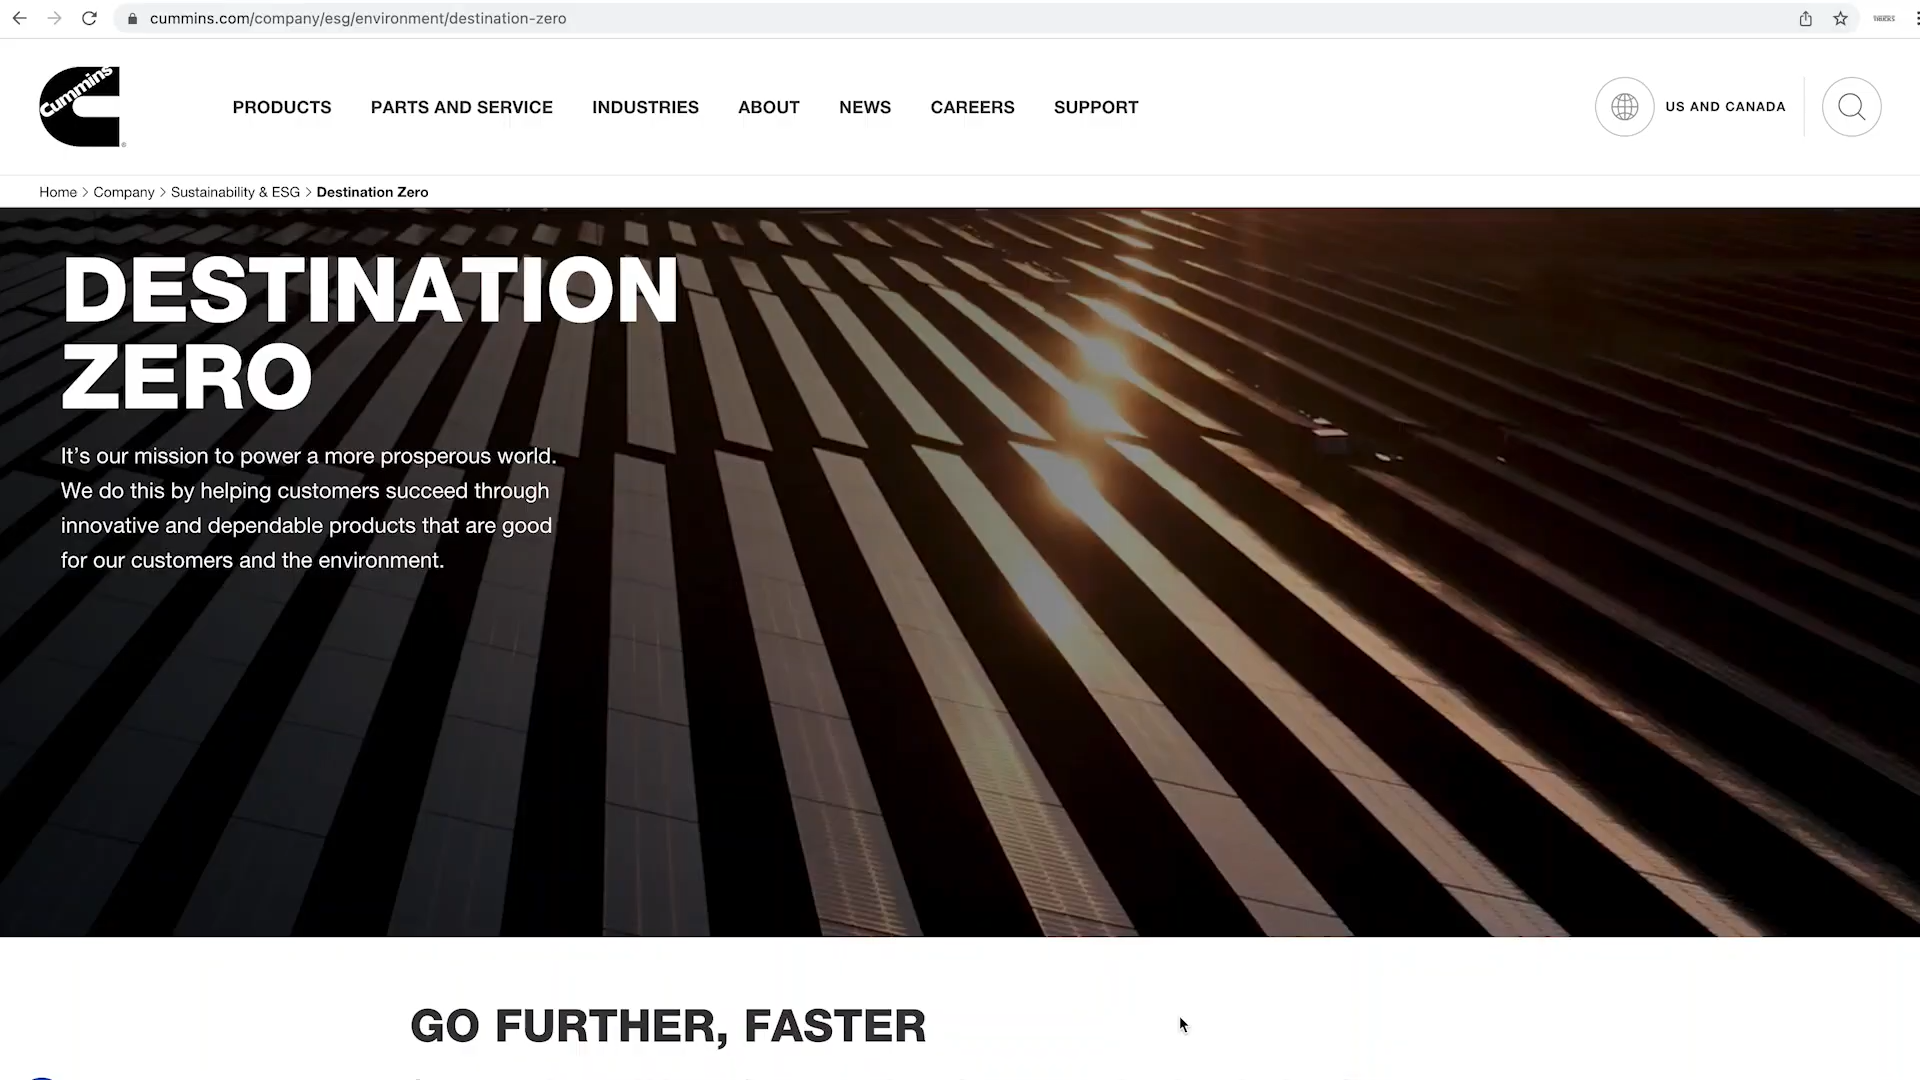 cummins.com/company/esg/environment/destination-zero
Cummins
PRODUCTS PARTS AND SERVICE INDUSTRIES ABOUT NEWS CAREERS SUPPORT US AND CANADA
Home > Company > Sustainability & ESG > Destination Zero
DESTINATION
ZERO
It’s our mission to power a more prosperous world.
We do this by helping customers succeed through
innovative and dependable products that are good
for our customers and the environment.
GO FURTHER, FASTER